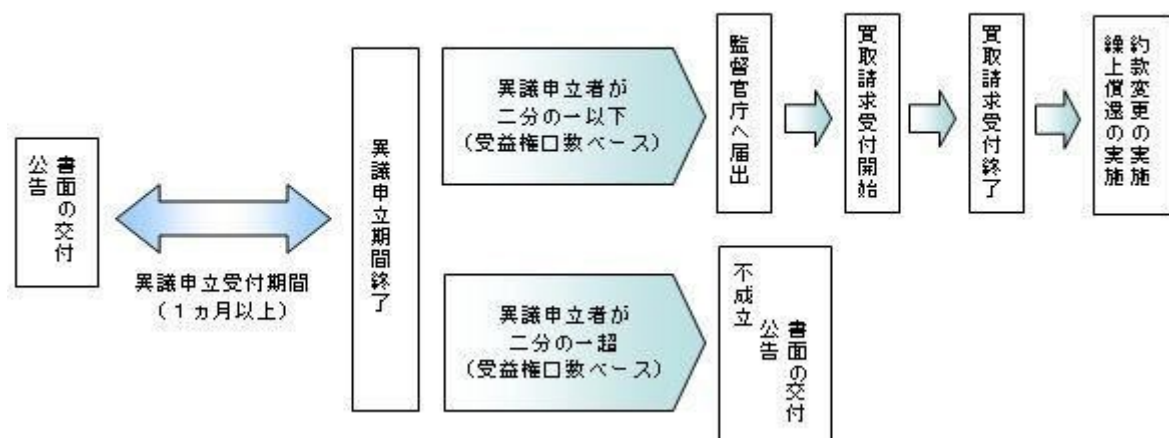 書面の交付
公告
異議申立受付期間
（１カ月以上）
異議申立期間終了
異議申立者が
二分の一以下
（受益権口数ベース）
監督官庁へ届出
買取請求受付開始
買取請求受付終了
約款変更の実施
繰上償還の実施
異議申立者が
二分の一超
（受益権口数ベース）
不成立
書面の交付
公告